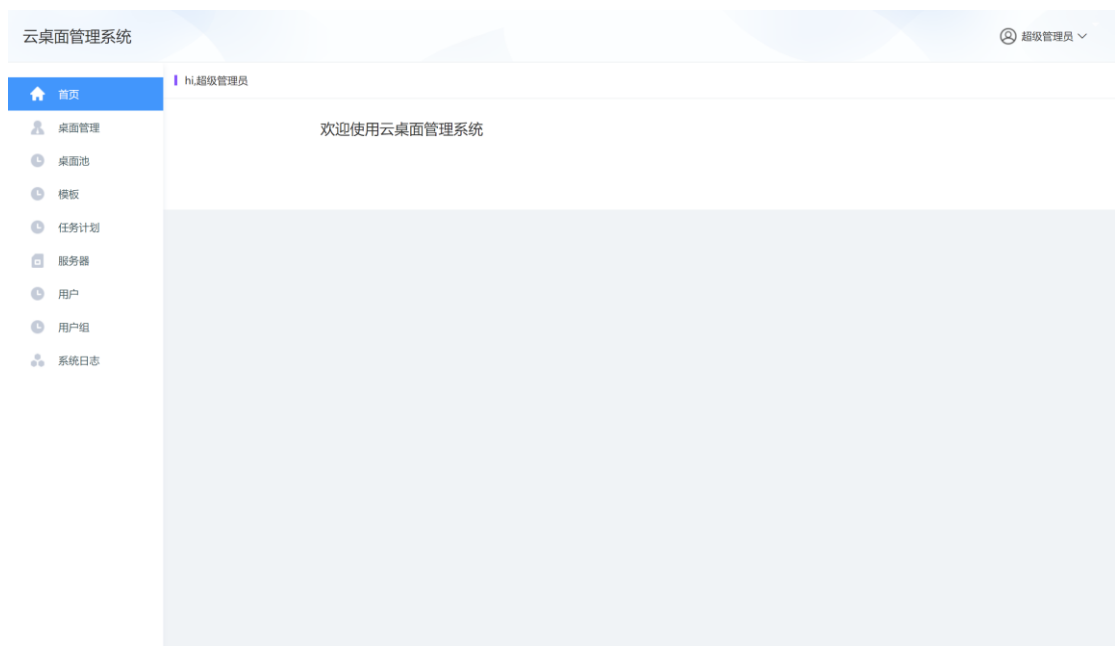 云桌面管理系统
超级管理员
hi,超级管理员
首页
欢迎使用云桌面管理系统
桌面管理
桌面池
模板
任务计划
服务器
用户
用户组
系统日志